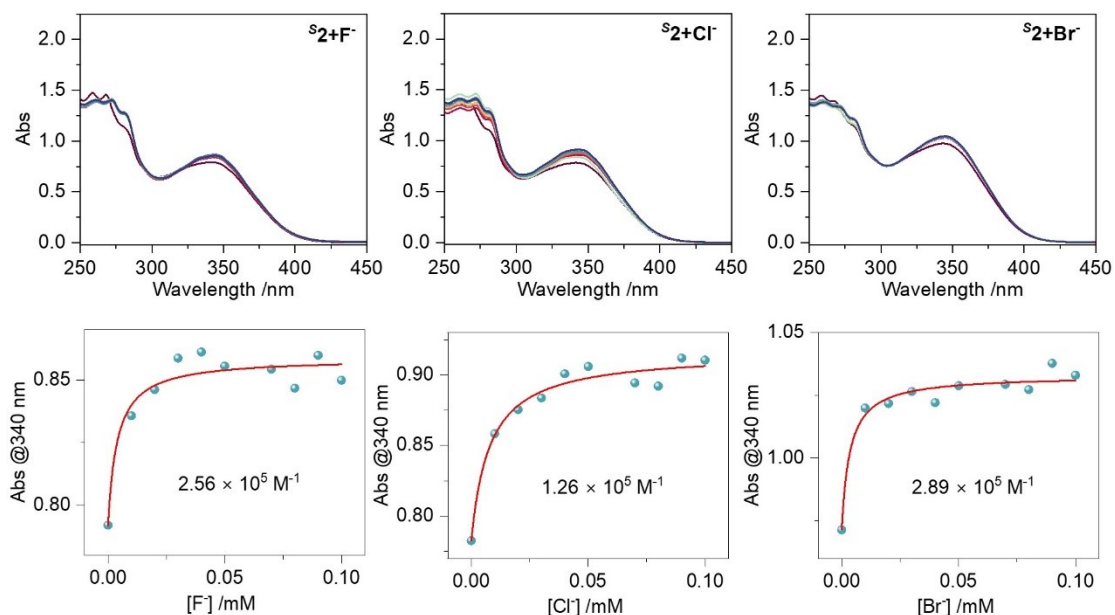 ˢ2+F⁻
2.0
1.5
1.0
0.5
0.0
Abs
250 300 350 400 450
Wavelength /nm
ˢ2+Cl⁻
2.0
1.5
1.0
0.5
0.0
Abs
250 300 350 400 450
Wavelength /nm
ˢ2+Br⁻
2.0
1.5
1.0
0.5
0.0
Abs
250 300 350 400 450
Wavelength /nm
0.85
0.80
Abs @340 nm
2.56 × 10⁵ M⁻¹
0.00 0.05 0.10
[F⁻] /mM
0.90
0.85
0.80
Abs @340 nm
1.26 × 10⁵ M⁻¹
0.00 0.05 0.10
[Cl⁻] /mM
1.05
1.00
Abs @340 nm
2.89 × 10⁵ M⁻¹
0.00 0.05 0.10
[Br⁻] /mM